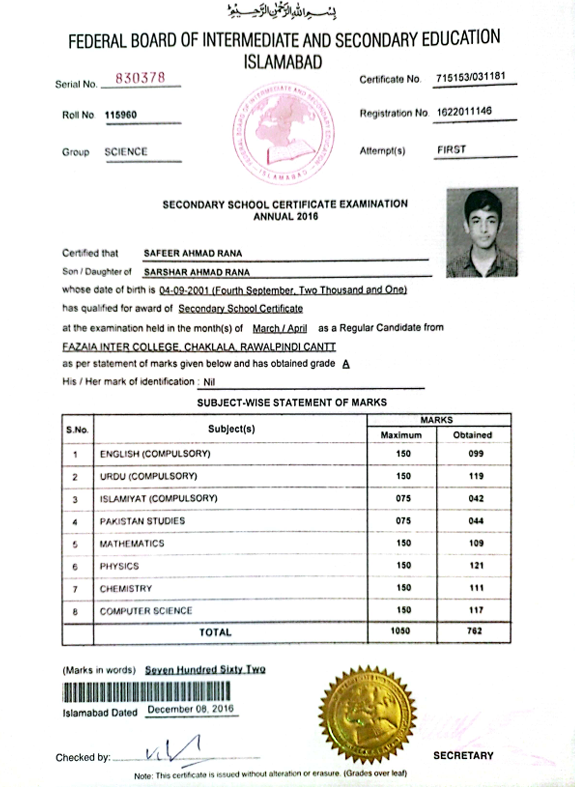 بسم الله الرحمن الرحيم
FEDERAL BOARD OF INTERMEDIATE AND SECONDARY EDUCATION
ISLAMABAD
Serial No. 830378
Certificate No. 715153/031181
Roll No 115960
Registration No 1622011146
Group SCIENCE
Attempt(s) FIRST
FEDERAL BOARD OF INTERMEDIATE AND SECONDARY EDUCATION
ISLAMABAD
SECONDARY SCHOOL CERTIFICATE EXAMINATION
ANNUAL 2016
Certified that SAFEER AHMAD RANA
Son / Daughter of SARSHAR AHMAD RANA
whose date of birth is 04-09-2001 (Fourth September, Two Thousand and One)
has qualified for award of Secondary School Certificate
at the examination held in the month(s) of March / April as a Regular Candidate from
FAZAIA INTER COLLEGE, CHAKLALA, RAWALPINDI CANTT
as per statement of marks given below and has obtained grade A
His / Her mark of identification : Nil
SUBJECT-WISE STATEMENT OF MARKS
S.No. Subject(s) MARKS
Maximum Obtained
1 ENGLISH (COMPULSORY) 150 099
2 URDU (COMPULSORY) 150 119
3 ISLAMIYAT (COMPULSORY) 075 042
4 PAKISTAN STUDIES 075 044
5 MATHEMATICS 150 109
6 PHYSICS 150 121
7 CHEMISTRY 150 111
8 COMPUTER SCIENCE 150 117
TOTAL 1050 762
(Marks in words) Seven Hundred Sixty Two
Islamabad Dated December 08, 2016
Checked by:
SECRETARY
Note: This certificate is issued without alteration or erasure. (Grades over leaf)